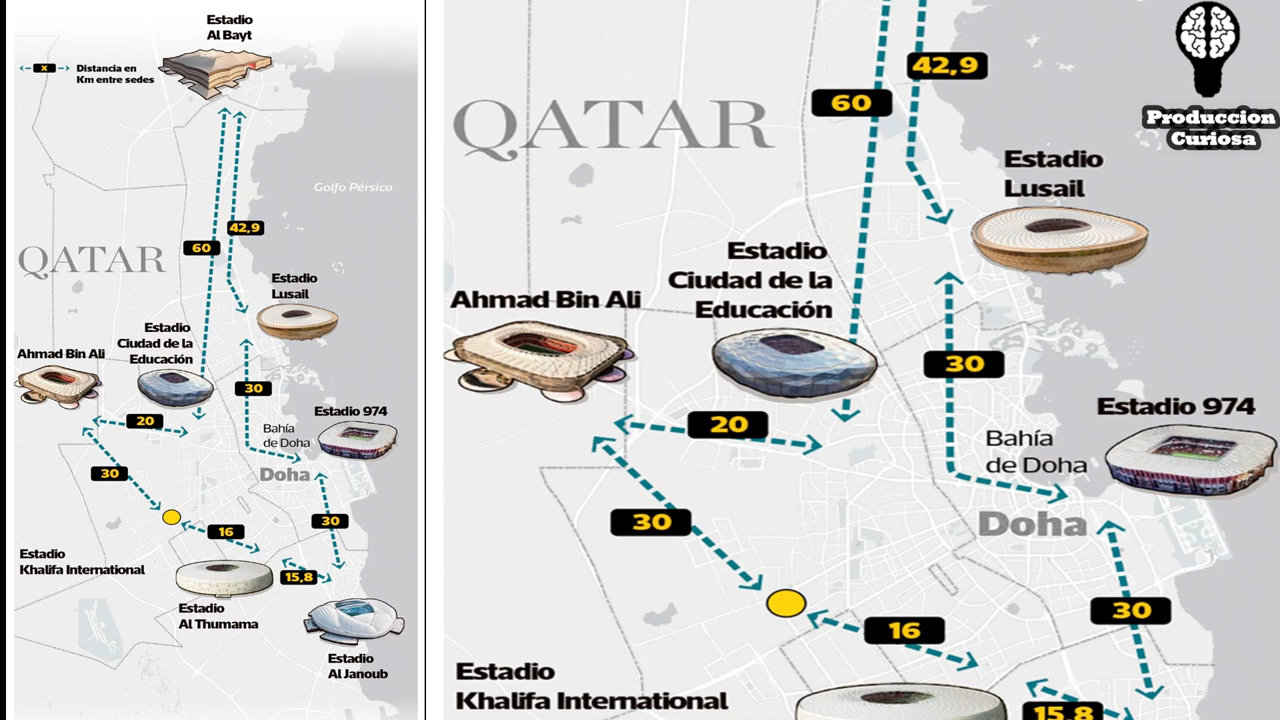 Estadio
Al Bayt
x
Distancia en
Km entre sedes
Golfo Pérsico
42,9
60
QATAR
Estadio
Lusail
Estadio
Ciudad de la
Educación
Ahmad Bin Ali
30
Estadio 974
20
Bahía
de Doha
Doha
30
30
16
Estadio
Khalifa International
15,8
Estadio
Al Thumama
Estadio
Al Janoub
42,9
60
QATAR
Produccion
Curiosa
Estadio
Lusail
Estadio
Ciudad de la
Educación
Ahmad Bin Ali
30
Estadio 974
20
Bahía
de Doha
Doha
30
30
16
Estadio
Khalifa International
15,8